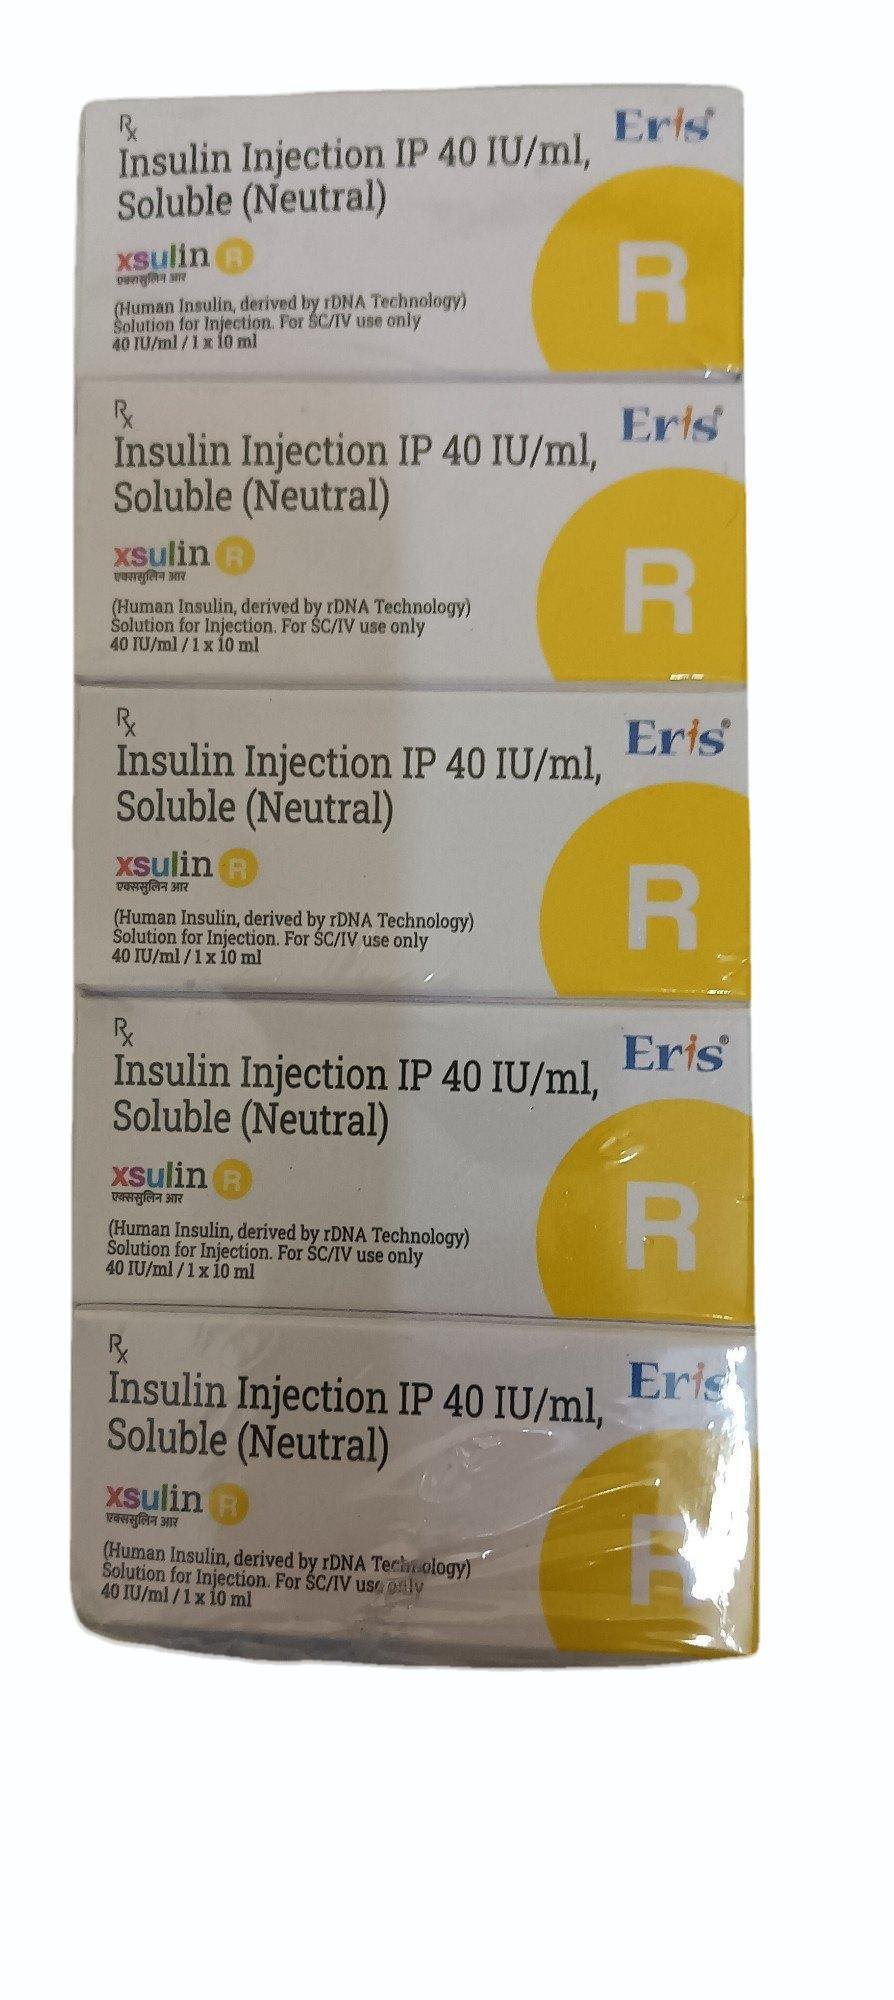 Rx
Insulin Injection IP 40 IU/ml,
Soluble (Neutral)
Eris®
R
xsulin R
एक्ससुलिन आर
(Human Insulin, derived by rDNA Technology)
Solution for Injection. For SC/IV use only
40 IU/ml / 1 x 10 ml
Rx
Insulin Injection IP 40 IU/ml,
Soluble (Neutral)
Eris®
R
xsulin R
एक्ससुलिन आर
(Human Insulin, derived by rDNA Technology)
Solution for Injection. For SC/IV use only
40 IU/ml / 1 x 10 ml
Rx
Insulin Injection IP 40 IU/ml,
Soluble (Neutral)
Eris®
R
xsulin R
एक्ससुलिन आर
(Human Insulin, derived by rDNA Technology)
Solution for Injection. For SC/IV use only
40 IU/ml / 1 x 10 ml
Rx
Insulin Injection IP 40 IU/ml,
Soluble (Neutral)
Eris®
R
xsulin R
एक्ससुलिन आर
(Human Insulin, derived by rDNA Technology)
Solution for Injection. For SC/IV use only
40 IU/ml / 1 x 10 ml
Rx
Insulin Injection IP 40 IU/ml,
Soluble (Neutral)
Eris
R
xsulin R
एक्ससुलिन आर
(Human Insulin, derived by rDNA Technology)
Solution for Injection. For SC/IV use only
40 IU/ml / 1 x 10 ml